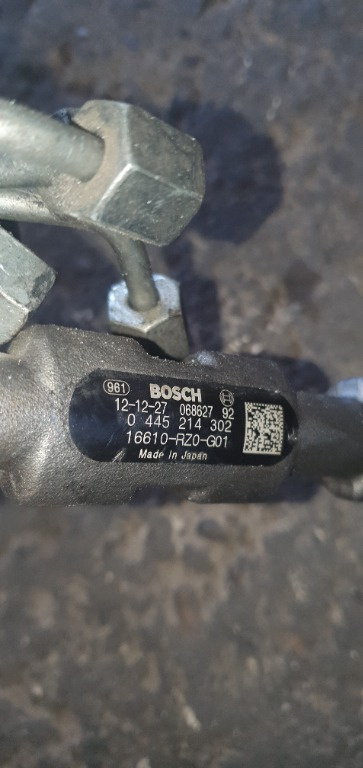 961 BOSCH
12-12-27 068627 92
0 445 214 302
16610-RZ0-G01
Made in Japan